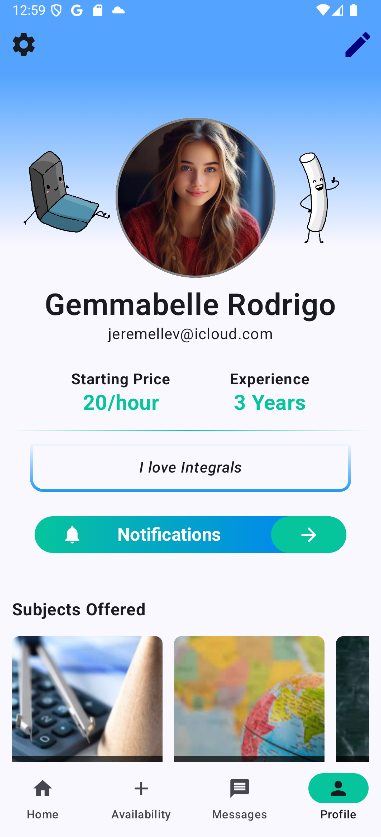 12:59
Gemmabelle Rodrigo
jeremellev@icloud.com
Starting Price
Experience
20/hour
3 Years
I love Integrals
Notifications
Subjects Offered
Home
Availability
Messages
Profile